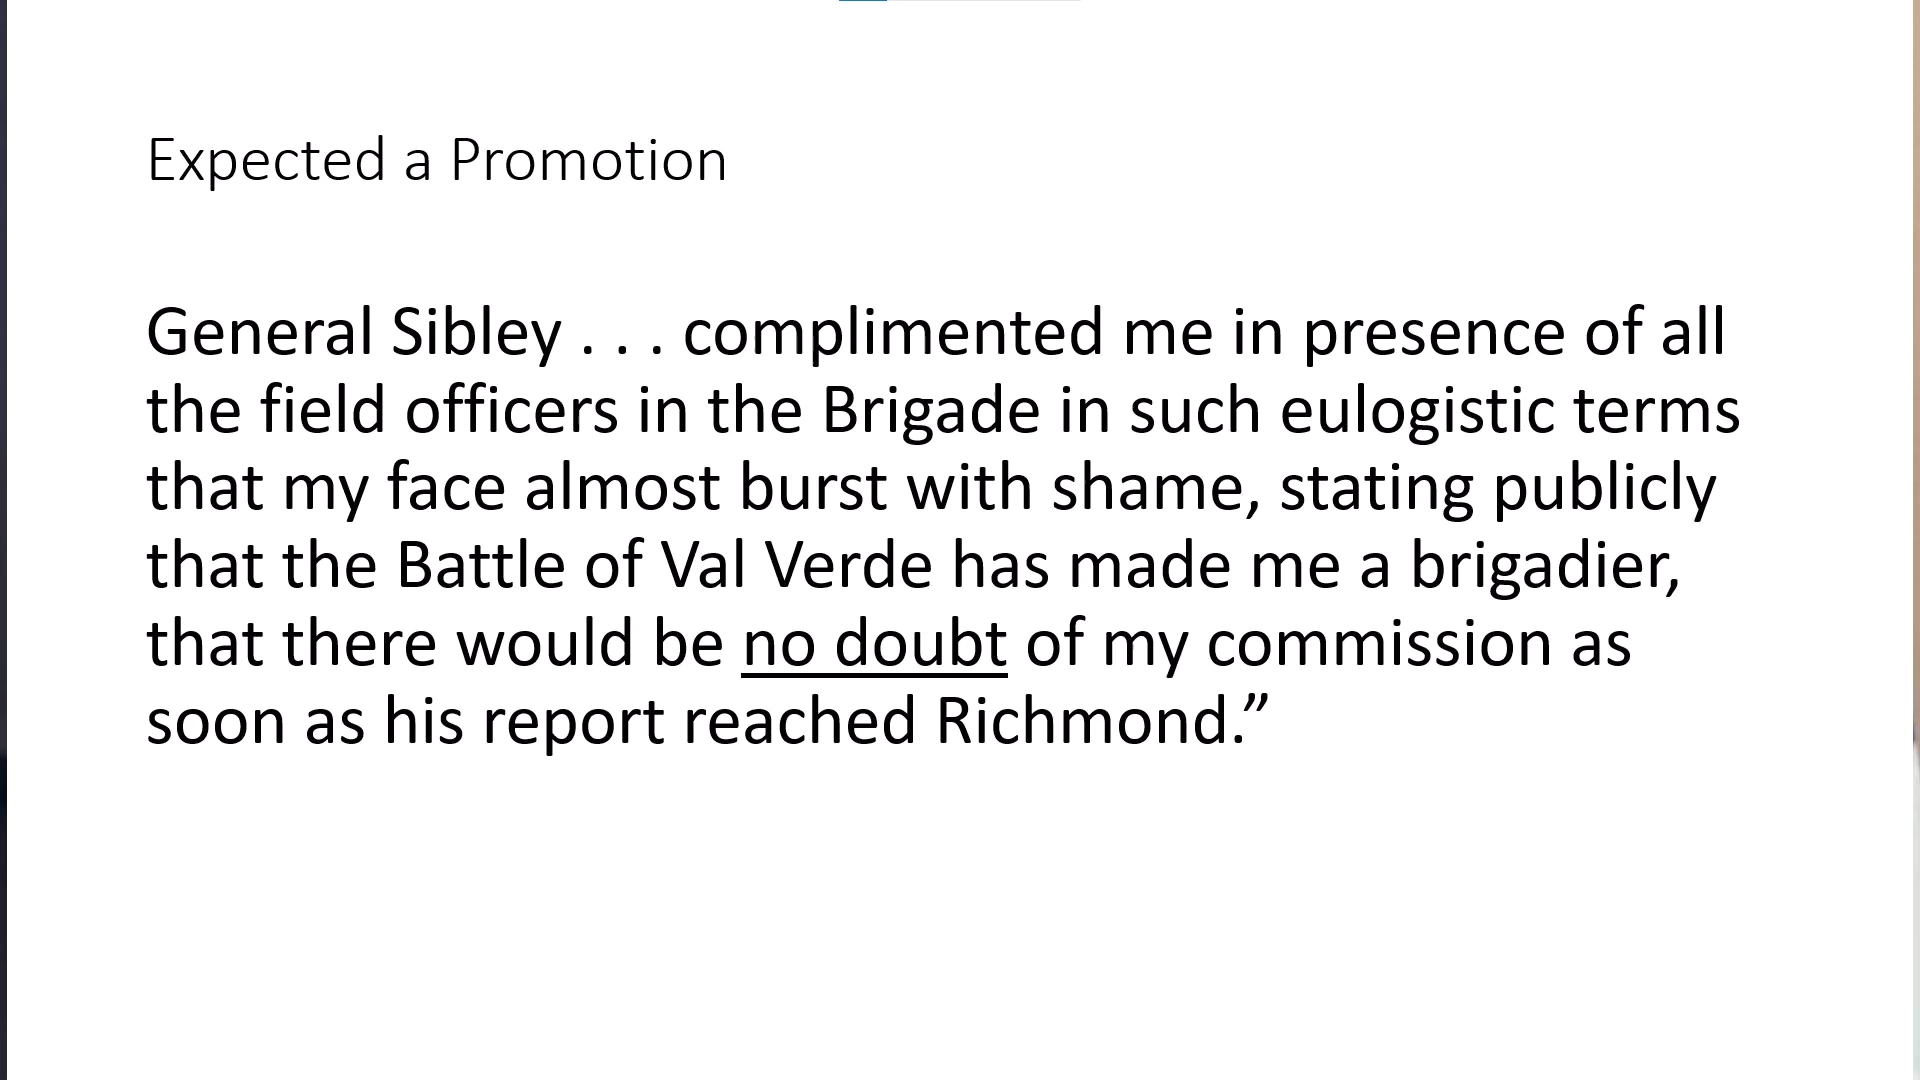 Expected a Promotion
General Sibley . . . complimented me in presence of all
the field officers in the Brigade in such eulogistic terms
that my face almost burst with shame, stating publicly
that the Battle of Val Verde has made me a brigadier,
that there would be no doubt of my commission as
soon as his report reached Richmond.”